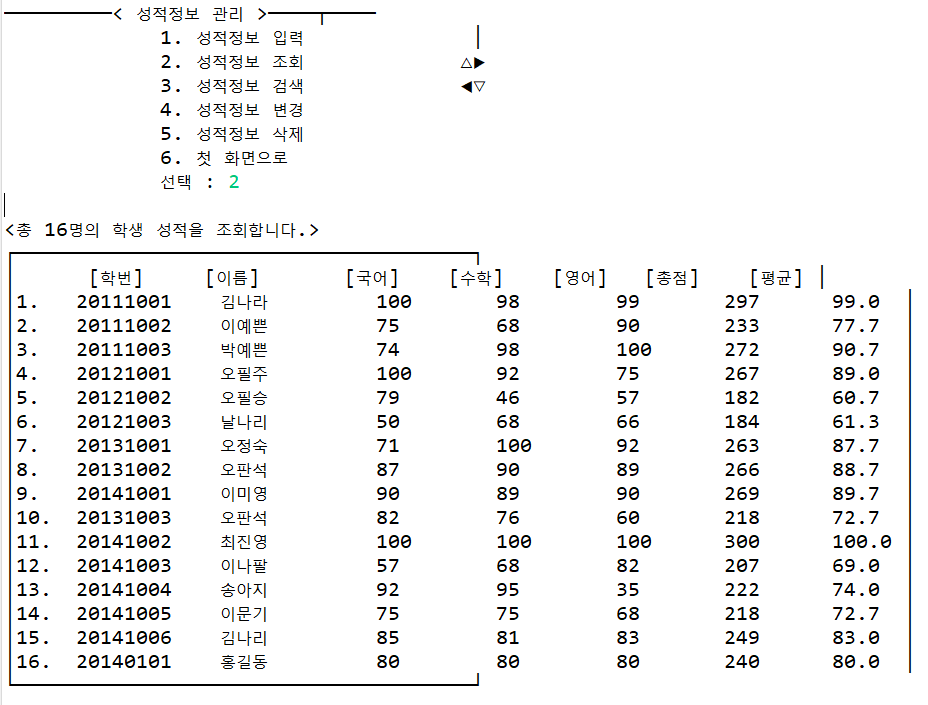 < 성적정보 관리 >
1. 성적정보 입력
2. 성적정보 조회 △▶
3. 성적정보 검색 ◀▽
4. 성적정보 변경
5. 성적정보 삭제
6. 첫 화면으로
선택 : 2
<총 16명의 학생 성적을 조회합니다.>
[학번] [이름] [국어] [수학] [영어] [총점] [평균]
1. 20111001 김나라 100 98 99 297 99.0
2. 20111002 이예쁜 75 68 90 233 77.7
3. 20111003 박예쁜 74 98 100 272 90.7
4. 20121001 오필주 100 92 75 267 89.0
5. 20121002 오필승 79 46 57 182 60.7
6. 20121003 날나리 50 68 66 184 61.3
7. 20131001 오정숙 71 100 92 263 87.7
8. 20131002 오판석 87 90 89 266 88.7
9. 20141001 이미영 90 89 90 269 89.7
10. 20131003 오판석 82 76 60 218 72.7
11. 20141002 최진영 100 100 100 300 100.0
12. 20141003 이나팔 57 68 82 207 69.0
13. 20141004 송아지 92 95 35 222 74.0
14. 20141005 이문기 75 75 68 218 72.7
15. 20141006 김나리 85 81 83 249 83.0
16. 20140101 홍길동 80 80 80 240 80.0